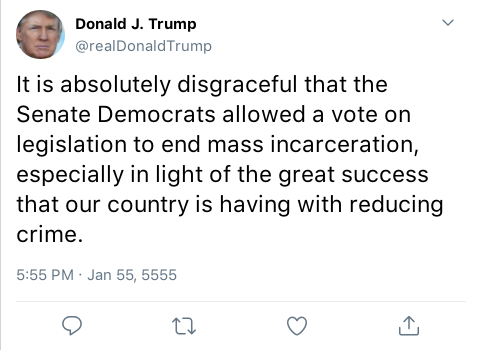 Donald J. Trump
@realDonaldTrump
It is absolutely disgraceful that the
Senate Democrats allowed a vote on
legislation to end mass incarceration,
especially in light of the great success
that our country is having with reducing
crime.
5:55 PM · Jan 55, 5555